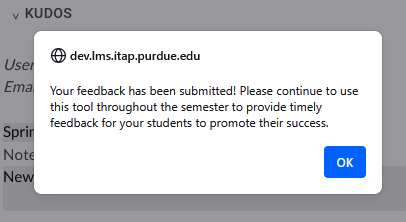 ˅ KUDOS
dev.lms.itap.purdue.edu
User
Emai
Your feedback has been submitted! Please continue to use
this tool throughout the semester to provide timely
feedback for your students to promote their success.
Sprin
Note
New
OK